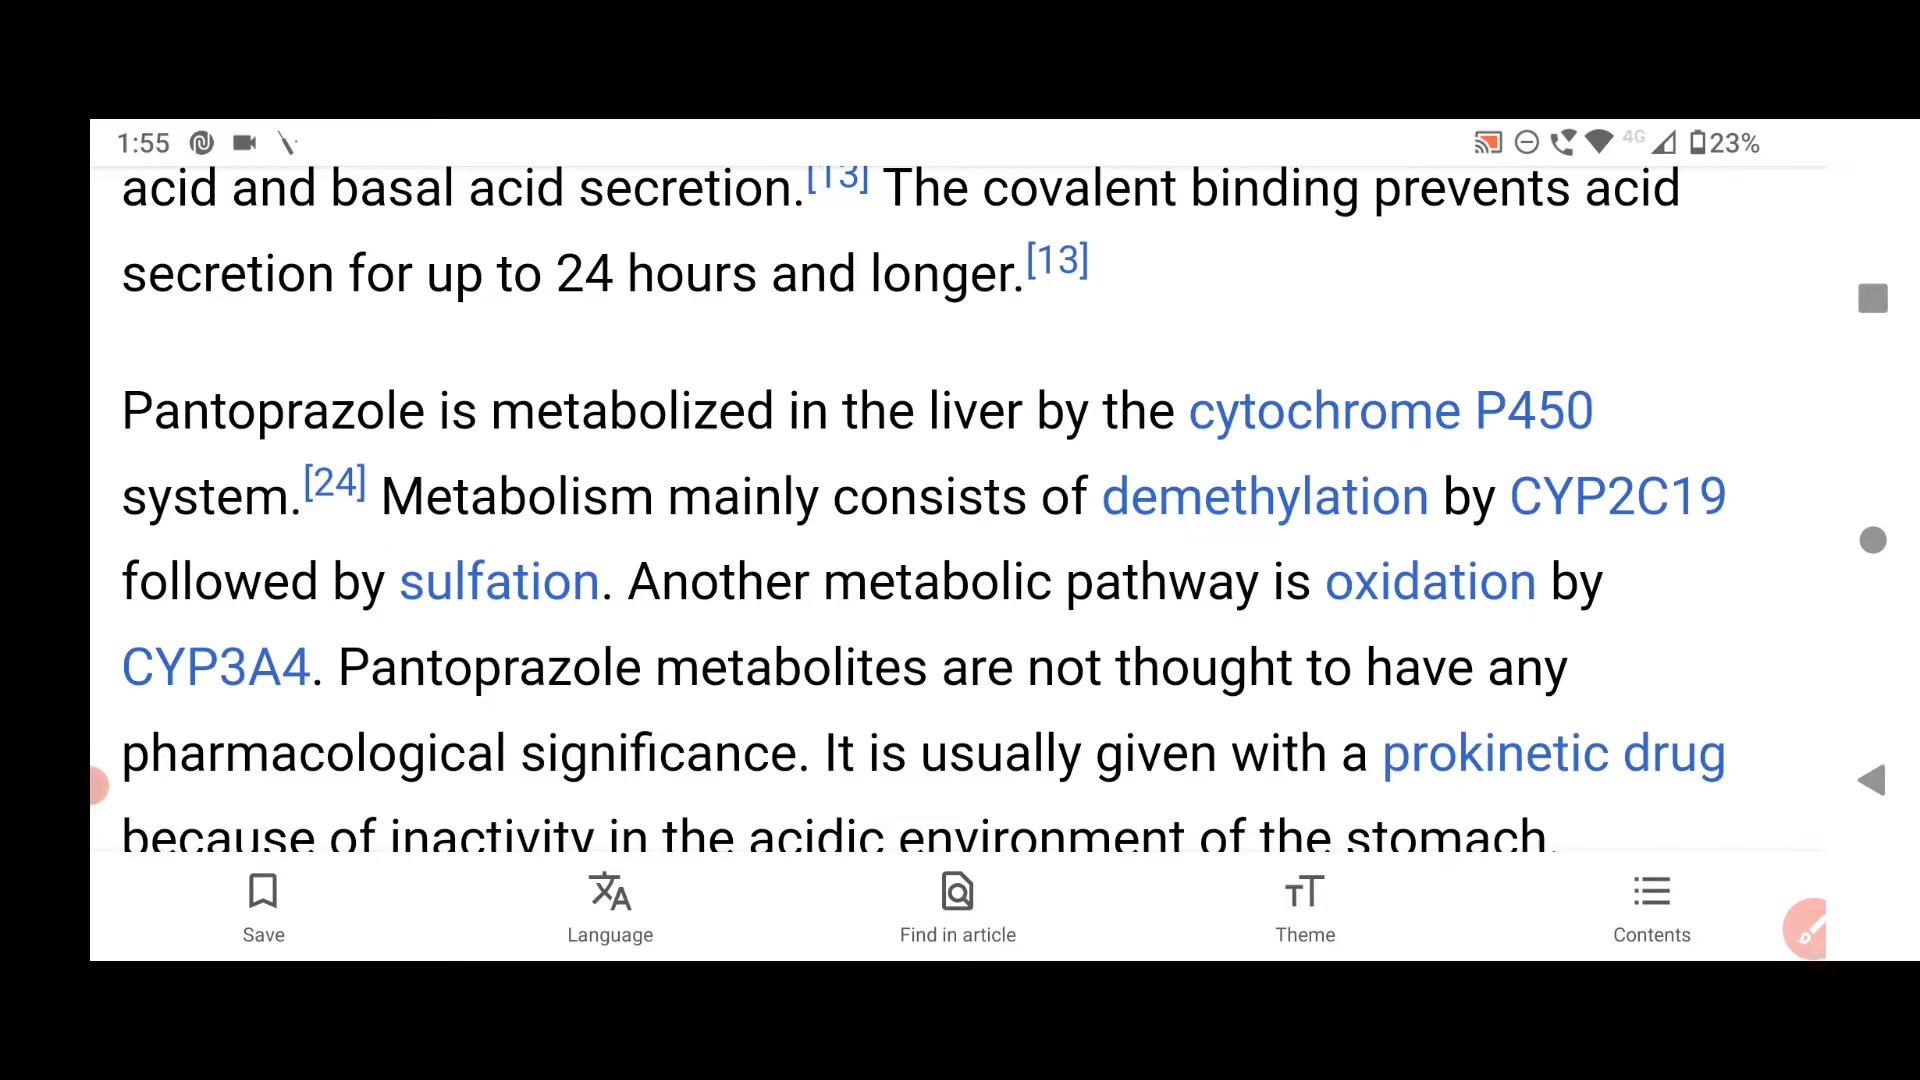 1:55 4G 23%
acid and basal acid secretion.[13] The covalent binding prevents acid
secretion for up to 24 hours and longer.[13]
Pantoprazole is metabolized in the liver by the cytochrome P450
system.[24] Metabolism mainly consists of demethylation by CYP2C19
followed by sulfation. Another metabolic pathway is oxidation by
CYP3A4. Pantoprazole metabolites are not thought to have any
pharmacological significance. It is usually given with a prokinetic drug
because of inactivity in the acidic environment of the stomach.
Save Language Find in article Theme Contents